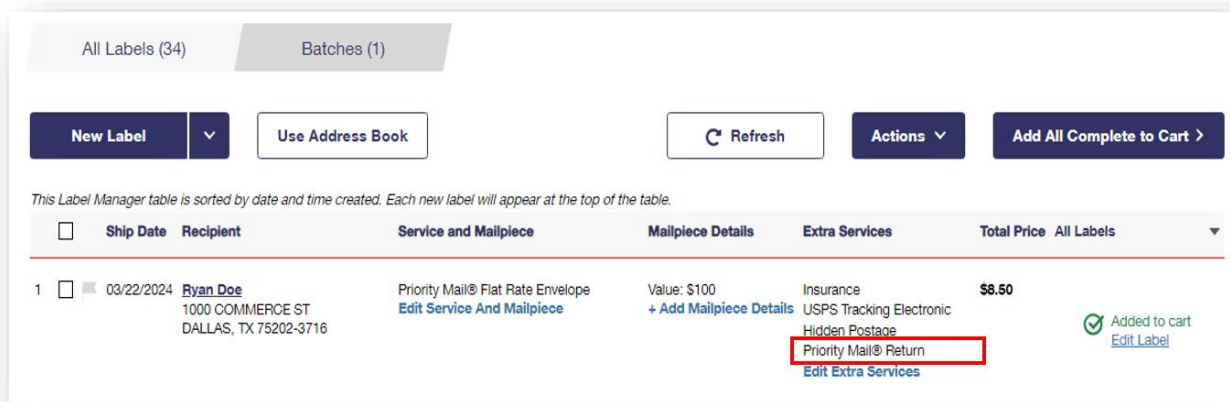 All Labels (34)
Batches (1)
New Label
Use Address Book
Refresh
Actions
Add All Complete to Cart >
This Label Manager table is sorted by date and time created. Each new label will appear at the top of the table.
Ship Date Recipient Service and Mailpiece Mailpiece Details Extra Services Total Price All Labels
1 03/22/2024 Ryan Doe Priority Mail® Flat Rate Envelope Value: $100 Insurance $8.50
1000 COMMERCE ST Edit Service And Mailpiece + Add Mailpiece Details USPS Tracking Electronic
DALLAS, TX 75202-3716 Hidden Postage Added to cart
Priority Mail® Return Edit Label
Edit Extra Services